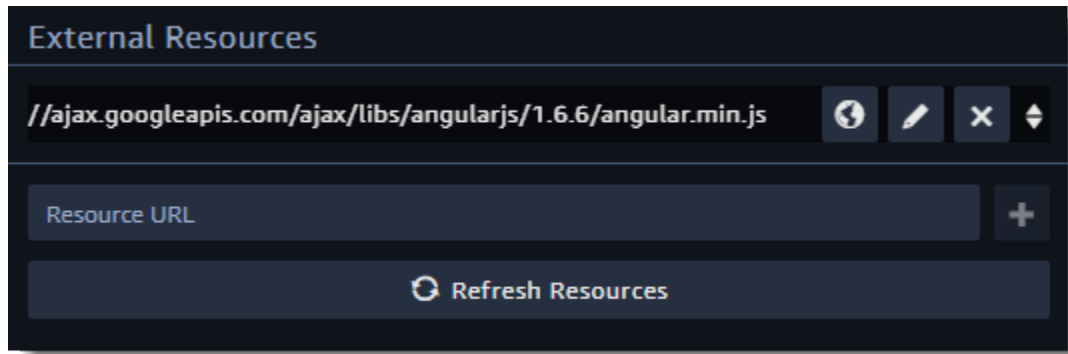 External Resources
//ajax.googleapis.com/ajax/libs/angularjs/1.6.6/angular.min.js
Resource URL
Refresh Resources